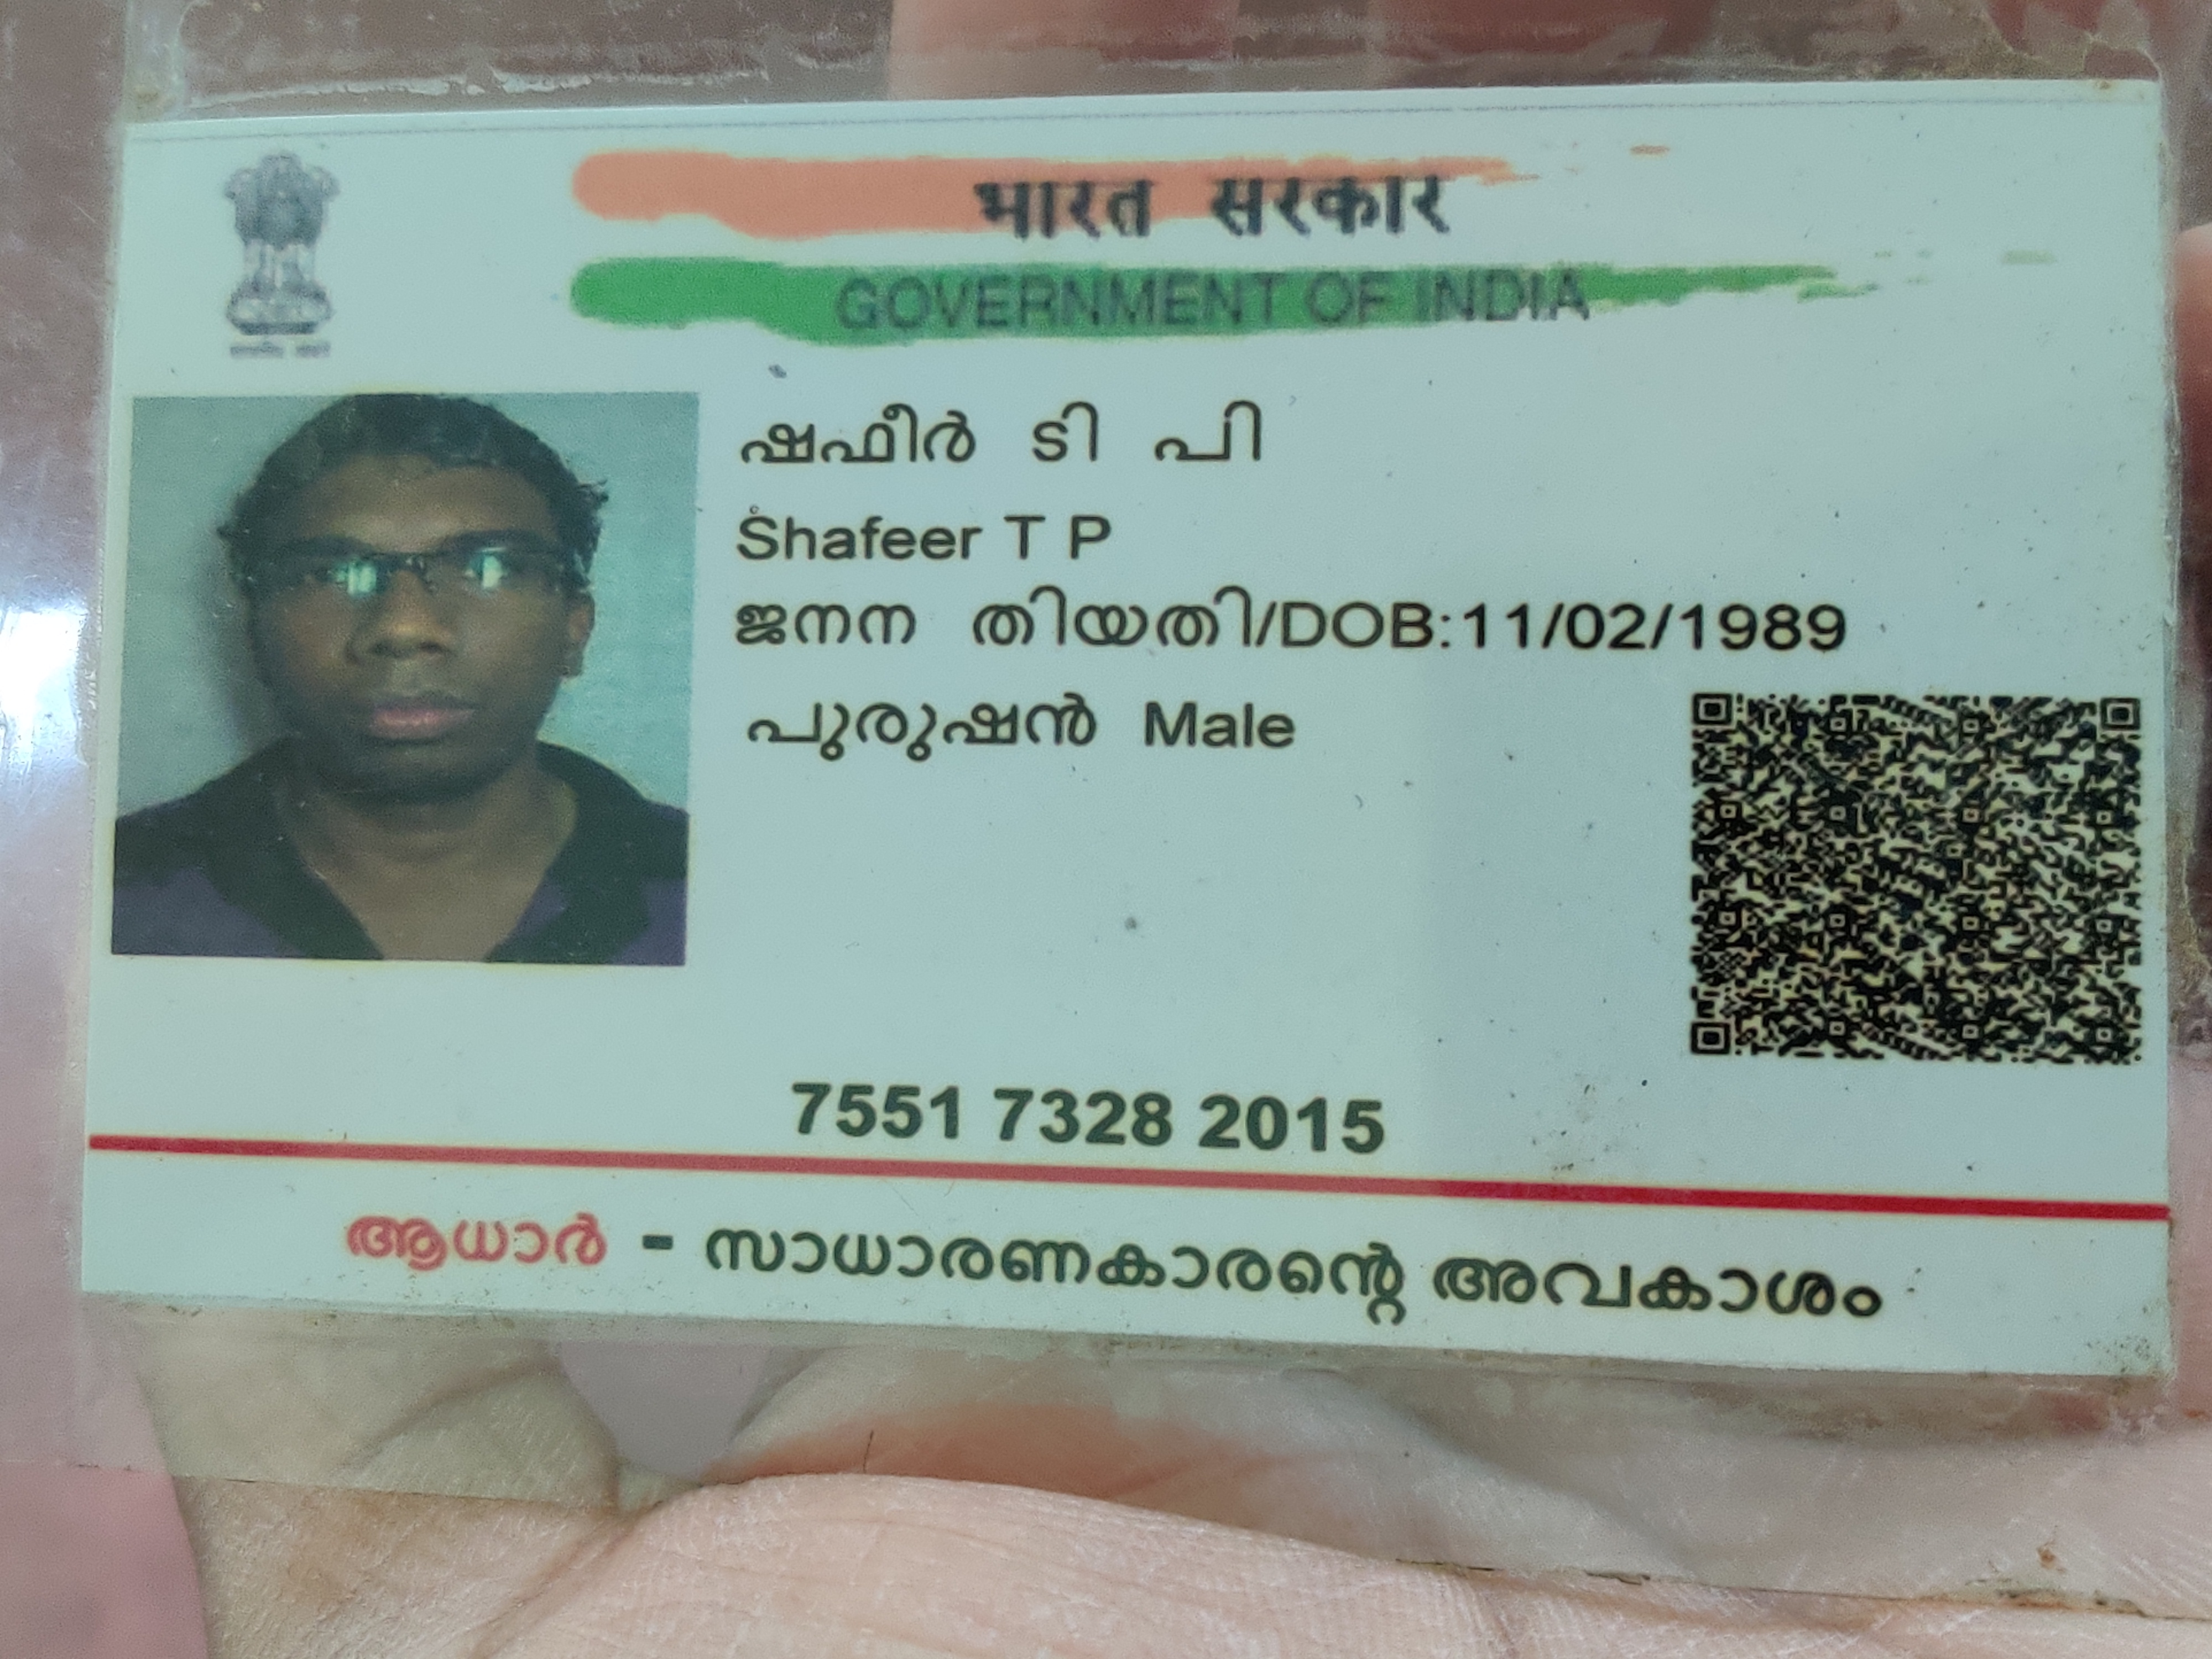 भारत सरकार
GOVERNMENT OF INDIA
ഷഫീർ ടി പി
Shafeer T P
ജനന തിയതി/DOB:11/02/1989
പുരുഷൻ Male
7551 7328 2015
ആധാർ - സാധാരണകാരന്റെ അവകാശം